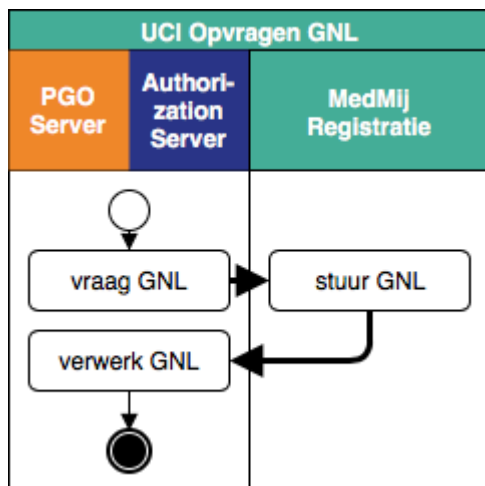 UCI Opvragen GNL
PGO
Server
Authori-
zation
Server
MedMij
Registratie
vraag GNL
stuur GNL
verwerk GNL